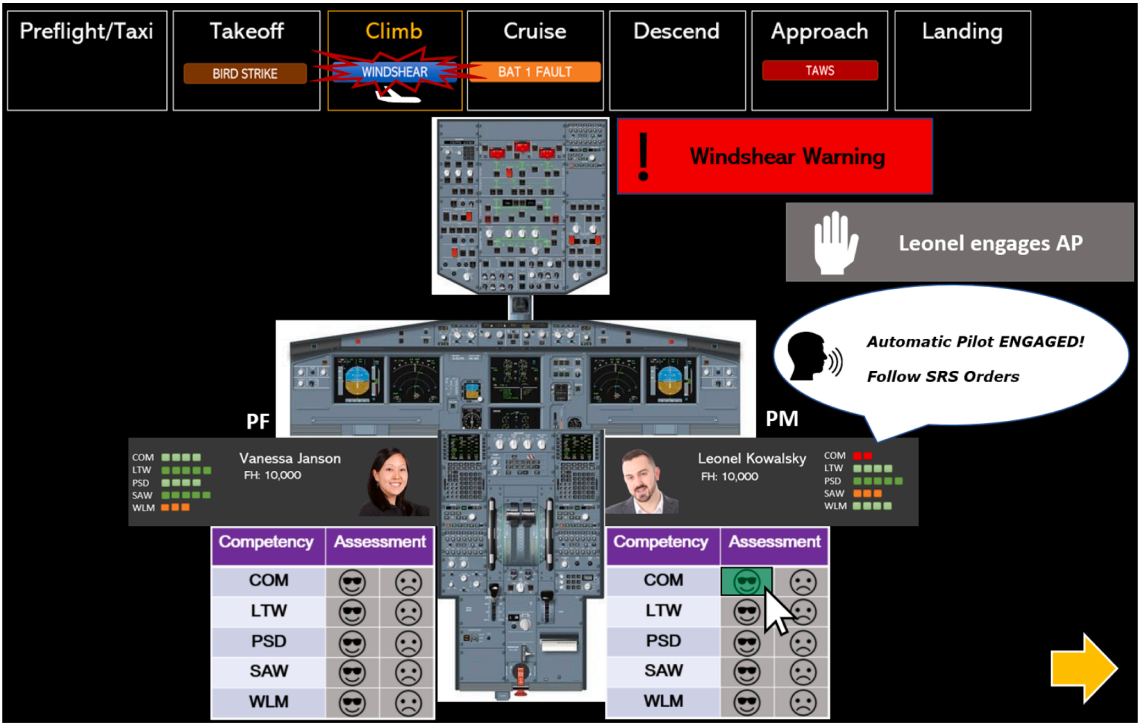 Preflight/Taxi
Takeoff
Climb
Cruise
Descend
Approach
Landing
BIRD STRIKE
WINDSHEAR
BAT 1 FAULT
TAWS
! Windshear Warning
Leonel engages AP
Automatic Pilot ENGAGED!
Follow SRS Orders
PF
PM
COM
LTW
PSD
SAW
WLM
Vanessa Janson
FH: 10,000
Leonel Kowalsky
FH: 10,000
COM
LTW
PSD
SAW
WLM
Competency Assessment
COM
LTW
PSD
SAW
WLM
Competency Assessment
COM
LTW
PSD
SAW
WLM